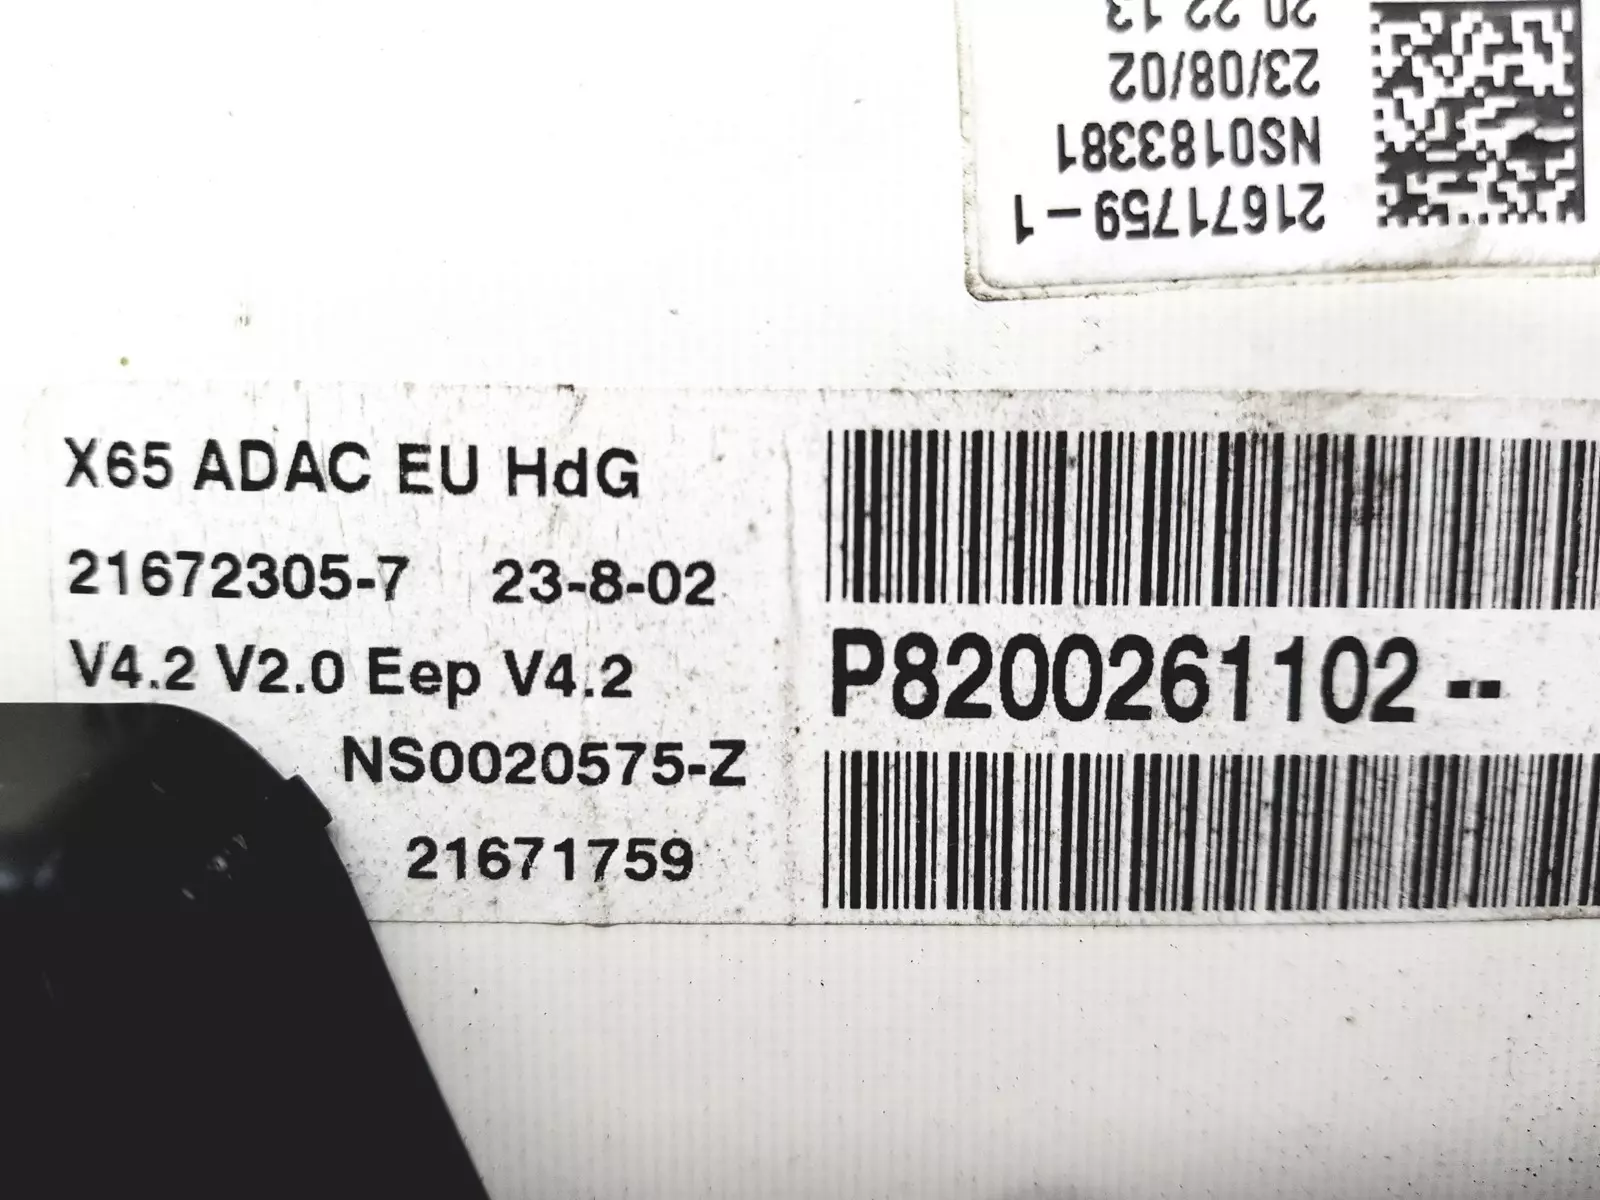 21671759-1
NS0183381
23/08/02
20 22 13
X65 ADAC EU HdG
21672305-7 23-8-02
V4.2 V2.0 Eep V4.2
NS0020575-Z
21671759
P8200261102--